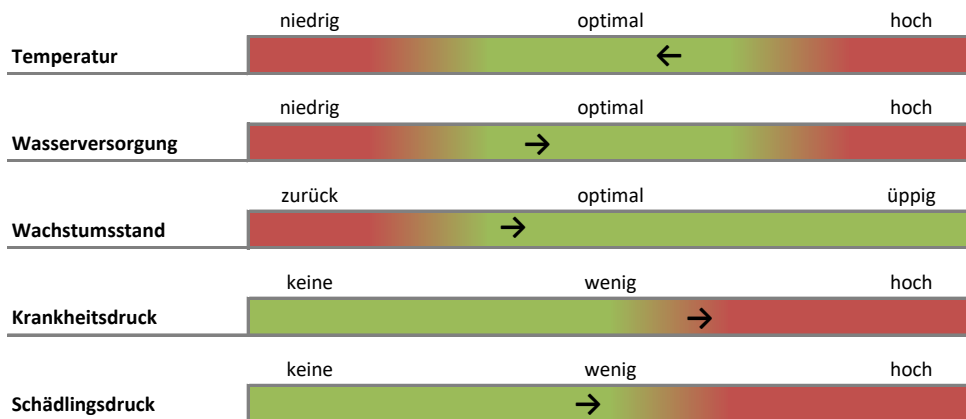 niedrig optimal hoch
Temperatur ←
niedrig optimal hoch
Wasserversorgung →
zurück optimal üppig
Wachstumsstand →
keine wenig hoch
Krankheitsdruck →
keine wenig hoch
Schädlingsdruck →